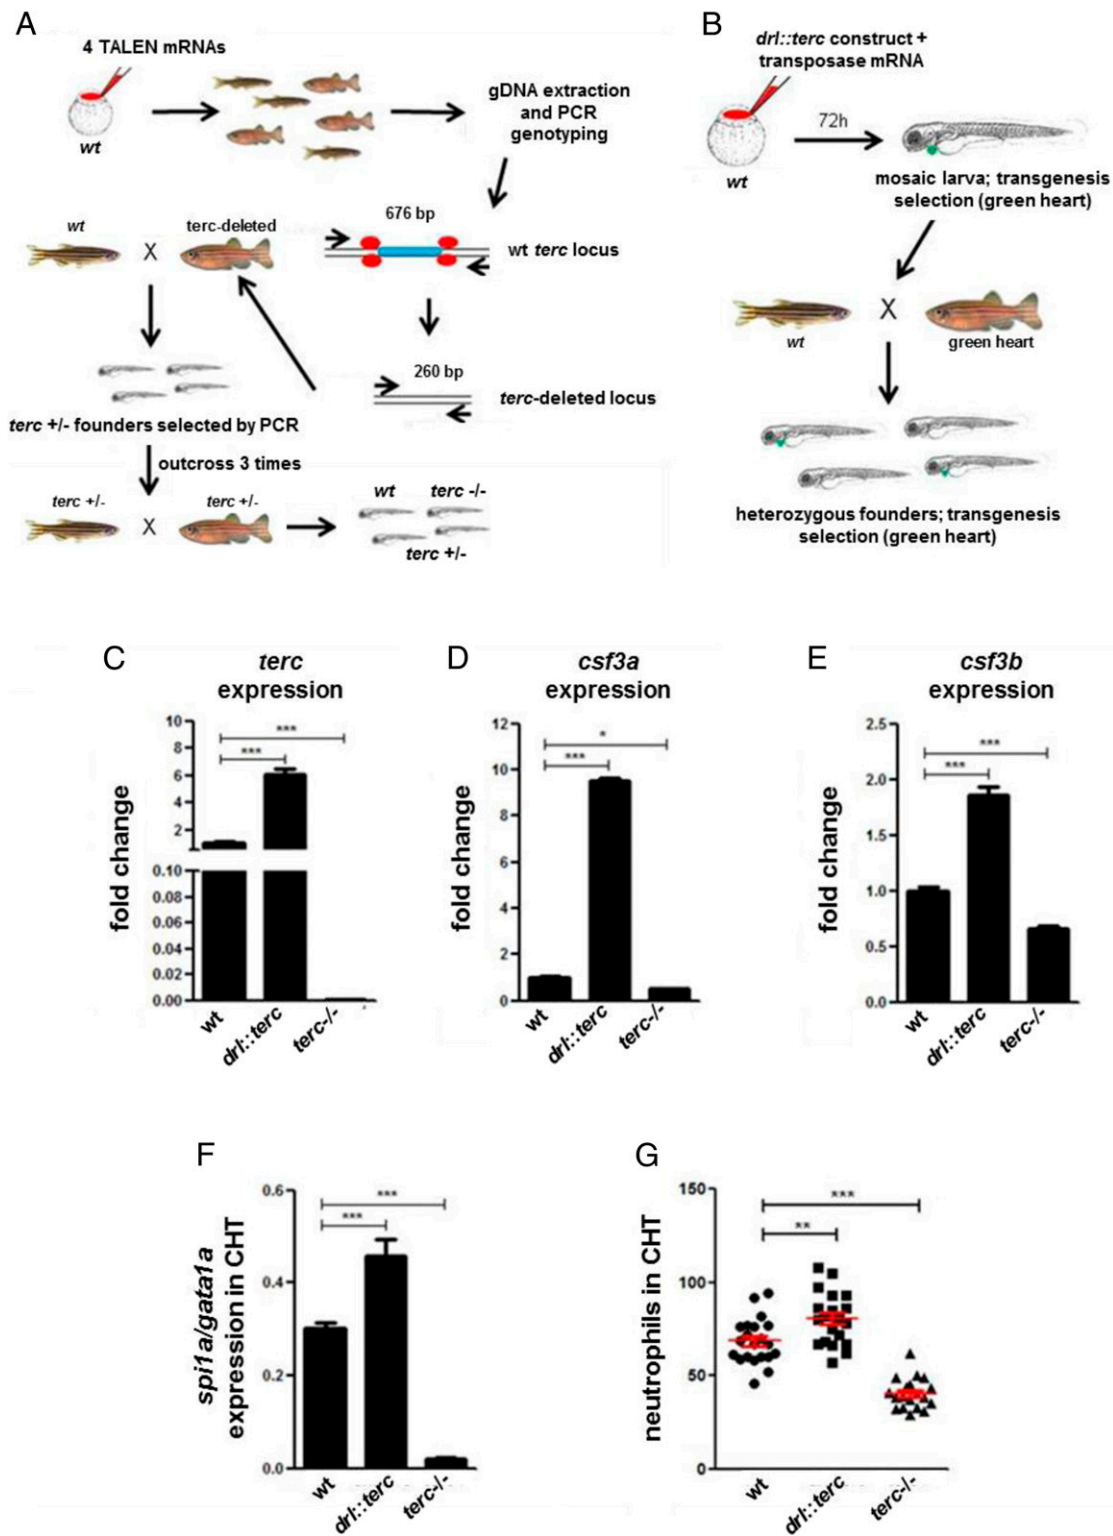 A
4 TALEN mRNAs
wt
gDNA extraction
and PCR
genotyping
wt
X
terc-deleted
676 bp
wt terc locus
260 bp
terc-deleted locus
terc +/- founders selected by PCR
outcross 3 times
terc +/-
X
terc +/-
wt
terc -/-
terc +/-
B
drl::terc construct +
transposase mRNA
72h
wt
mosaic larva; transgenesis
selection (green heart)
X
wt
green heart
heterozygous founders; transgenesis
selection (green heart)
C
terc
expression
fold change
10
8
6
4
2
0.10
0.08
0.06
0.04
0.02
0.00
***
***
wt
drl::terc
terc-/-
D
csf3a
expression
fold change
12
10
8
6
4
2
0
*
***
wt
drl::terc
terc-/-
E
csf3b
expression
fold change
2.5
2.0
1.5
1.0
0.5
0.0
***
***
wt
drl::terc
terc-/-
F
spi1a/gata1a
expression in CHT
0.6
0.4
0.2
0.0
***
***
wt
drl::terc
terc-/-
G
neutrophils in CHT
150
100
50
0
***
**
wt
drl::terc
terc-/-